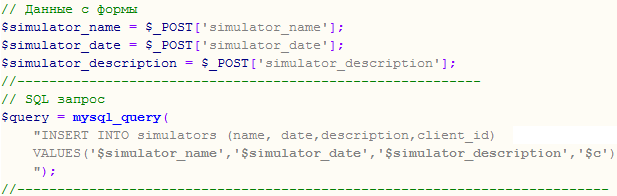 // Данные с формы
$simulator_name = $_POST['simulator_name'];
$simulator_date = $_POST['simulator_date'];
$simulator_description = $_POST['simulator_description'];
//----------------------------------------------------------
// SQL запрос
$query = mysql_query(
"INSERT INTO simulators (name, date,description,client_id)
VALUES('$simulator_name','$simulator_date','$simulator_description','$c')
");
//--------------------------------------------------------------------------